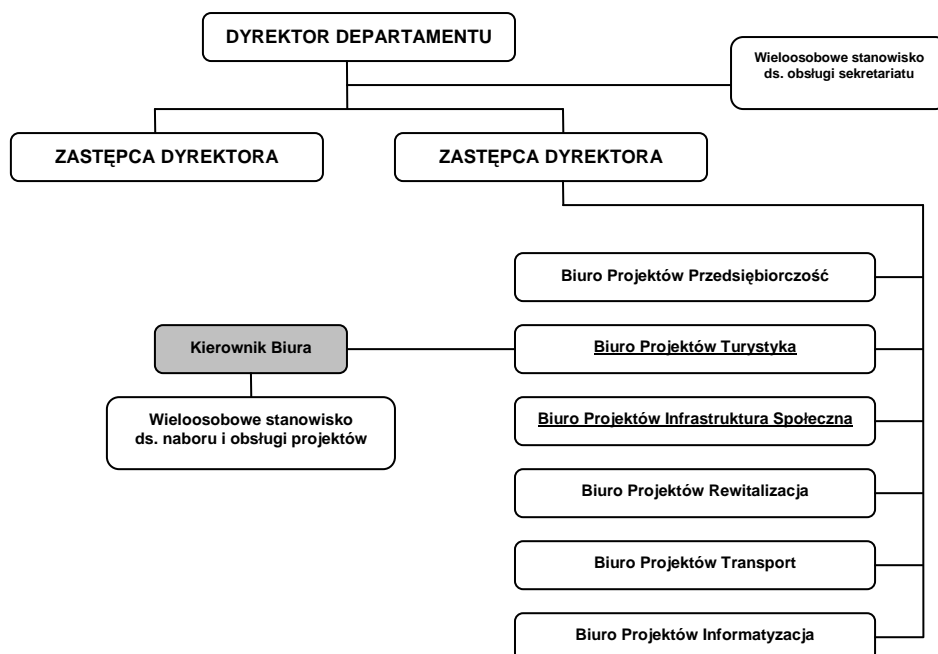 DYREKTOR DEPARTAMENTU
Wieloosobowe stanowisko
ds. obsługi sekretariatu
ZASTĘPCA DYREKTORA
ZASTĘPCA DYREKTORA
Biuro Projektów Przedsiębiorczość
Kierownik Biura
Biuro Projektów Turystyka
Wieloosobowe stanowisko
ds. naboru i obsługi projektów
Biuro Projektów Infrastruktura Społeczna
Biuro Projektów Rewitalizacja
Biuro Projektów Transport
Biuro Projektów Informatyzacja